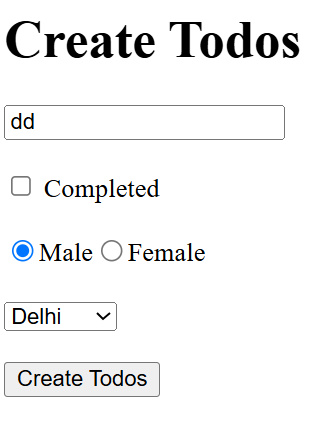 Create Todos
dd
Completed
Male Female
Delhi
Create Todos